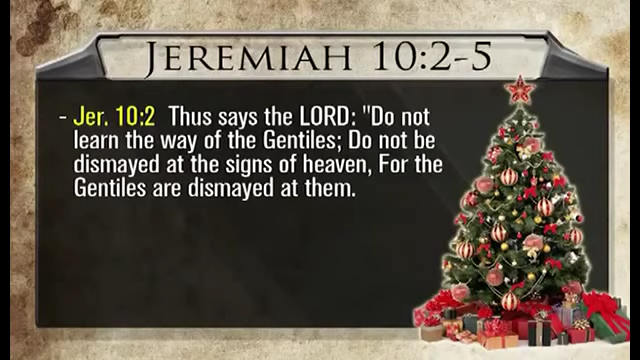 JEREMIAH 10:2-5
- Jer. 10:2 Thus says the LORD: "Do not
learn the way of the Gentiles; Do not be
dismayed at the signs of heaven, For the
Gentiles are dismayed at them.